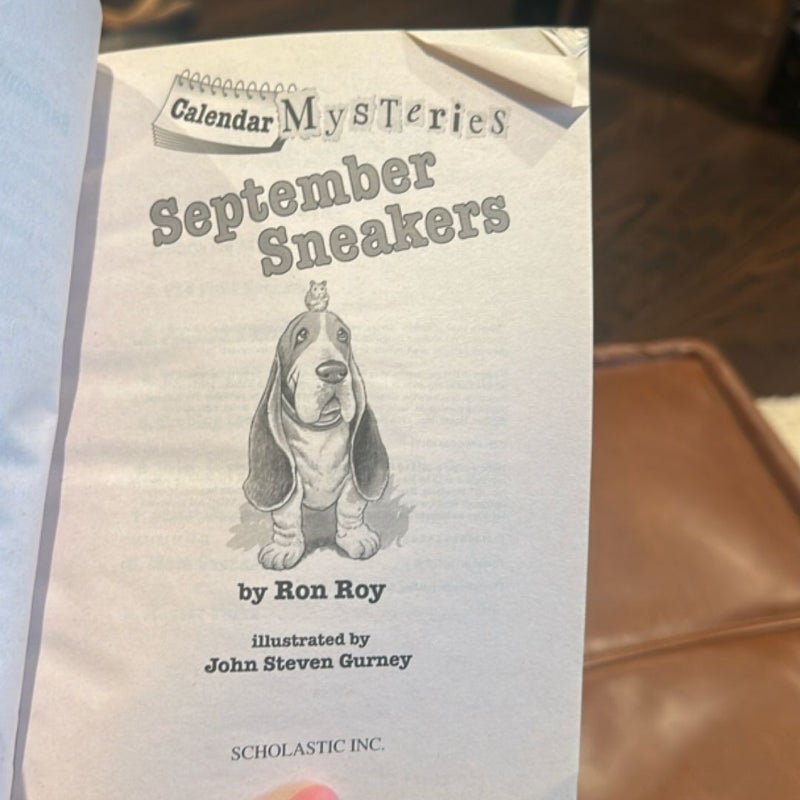 Calendar Mysteries
September
Sneakers
by Ron Roy
illustrated by
John Steven Gurney
SCHOLASTIC INC.